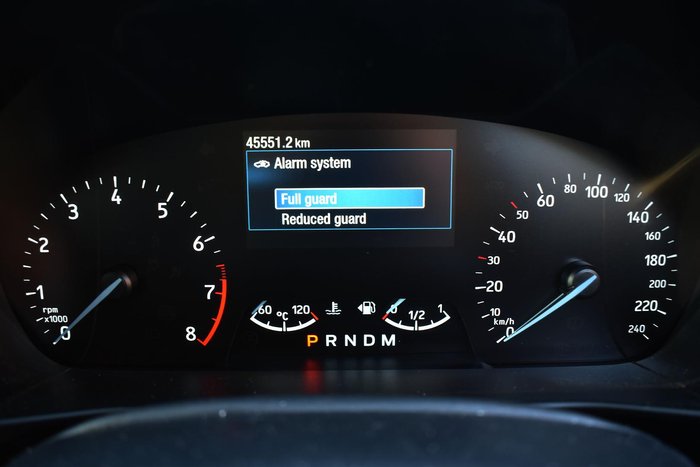 45551.2 km
Alarm system
Full guard
Reduced guard
0 1 2 3 4 5 6 7 8
rpm
x1000
60 120
°C
0 1/2 1
P R N D M
0 10 20 30 40 50 60 80 100 120 140 160 180 200 220 240
km/h